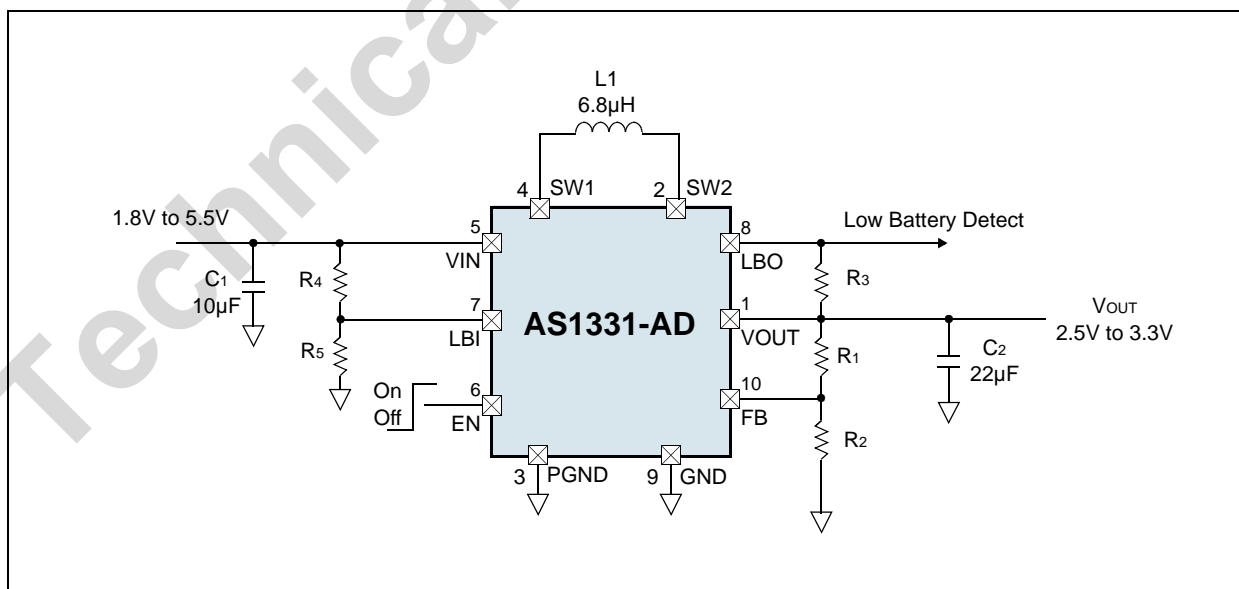 Technica
L1
6.8µH
4 SW1
2 SW2
1.8V to 5.5V
5
VIN
8
LBO
Low Battery Detect
C1
10µF
R4
R3
7
LBI
AS1331-AD
1
VOUT
VOUT
2.5V to 3.3V
R5
R1
C2
22µF
On
Off
6
EN
10
FB
R2
3 PGND
9 GND